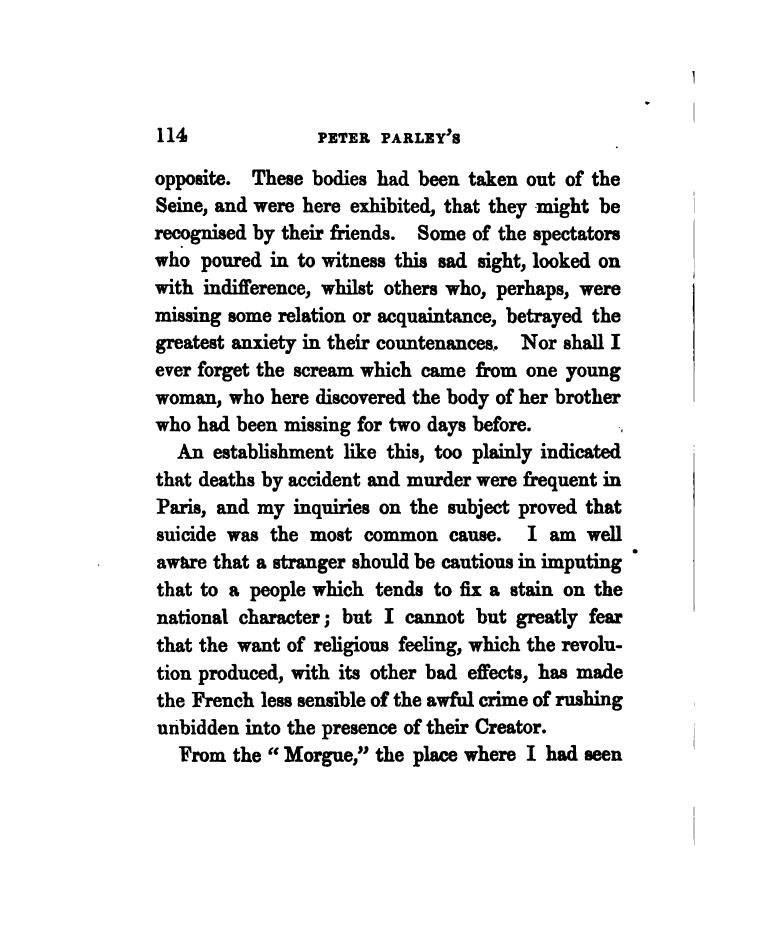 114 PETER PARLEY'S
opposite. These bodies had been taken out of the
Seine, and were here exhibited, that they might be
recognised by their friends. Some of the spectators
who poured in to witness this sad sight, looked on
with indifference, whilst others who, perhaps, were
missing some relation or acquaintance, betrayed the
greatest anxiety in their countenances. Nor shall I
ever forget the scream which came from one young
woman, who here discovered the body of her brother
who had been missing for two days before.
An establishment like this, too plainly indicated
that deaths by accident and murder were frequent in
Paris, and my inquiries on the subject proved that
suicide was the most common cause. I am well
aware that a stranger should be cautious in imputing
that to a people which tends to fix a stain on the
national character; but I cannot but greatly fear
that the want of religious feeling, which the revolu-
tion produced, with its other bad effects, has made
the French less sensible of the awful crime of rushing
unbidden into the presence of their Creator.
From the "Morgue," the place where I had seen